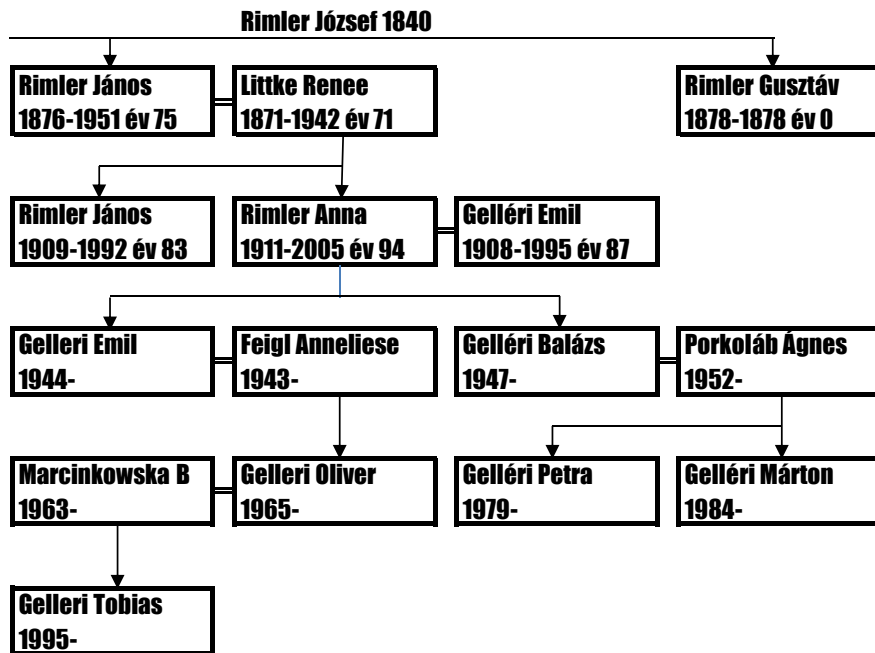 Rimler József 1840
Rimler János
1876-1951 év 75
Littke Renee
1871-1942 év 71
Rimler Gusztáv
1878-1878 év 0
Rimler János
1909-1992 év 83
Rimler Anna
1911-2005 év 94
Gelléri Emil
1908-1995 év 87
Gelleri Emil
1944-
Feigl Anneliese
1943-
Gelléri Balázs
1947-
Porkoláb Ágnes
1952-
Marcinkowska B
1963-
Gelleri Oliver
1965-
Gelléri Petra
1979-
Gelléri Márton
1984-
Gelleri Tobias
1995-